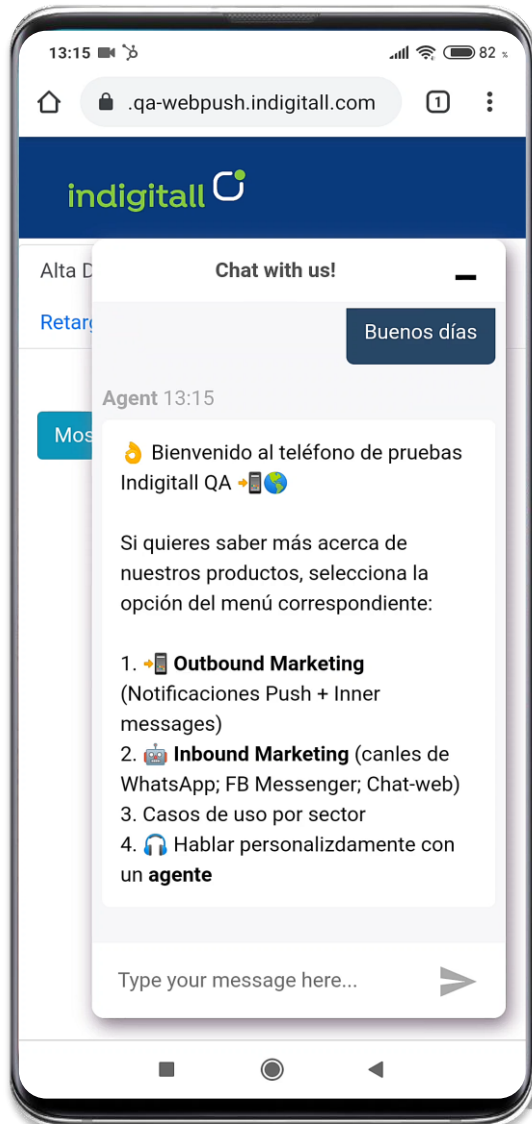 13:15
82
.qa-webpush.indigitall.com
1
indigitall
Alta D
Chat with us!
Retarg
Buenos días
Agent 13:15
Mos
👌 Bienvenido al teléfono de pruebas
Indigitall QA 📲🌎
Si quieres saber más acerca de
nuestros productos, selecciona la
opción del menú correspondiente:
1. 📲 Outbound Marketing
(Notificaciones Push + Inner
messages)
2. 🤖 Inbound Marketing (canles de
WhatsApp; FB Messenger; Chat-web)
3. Casos de uso por sector
4. 🎧 Hablar personalizdamente con
un agente
Type your message here...